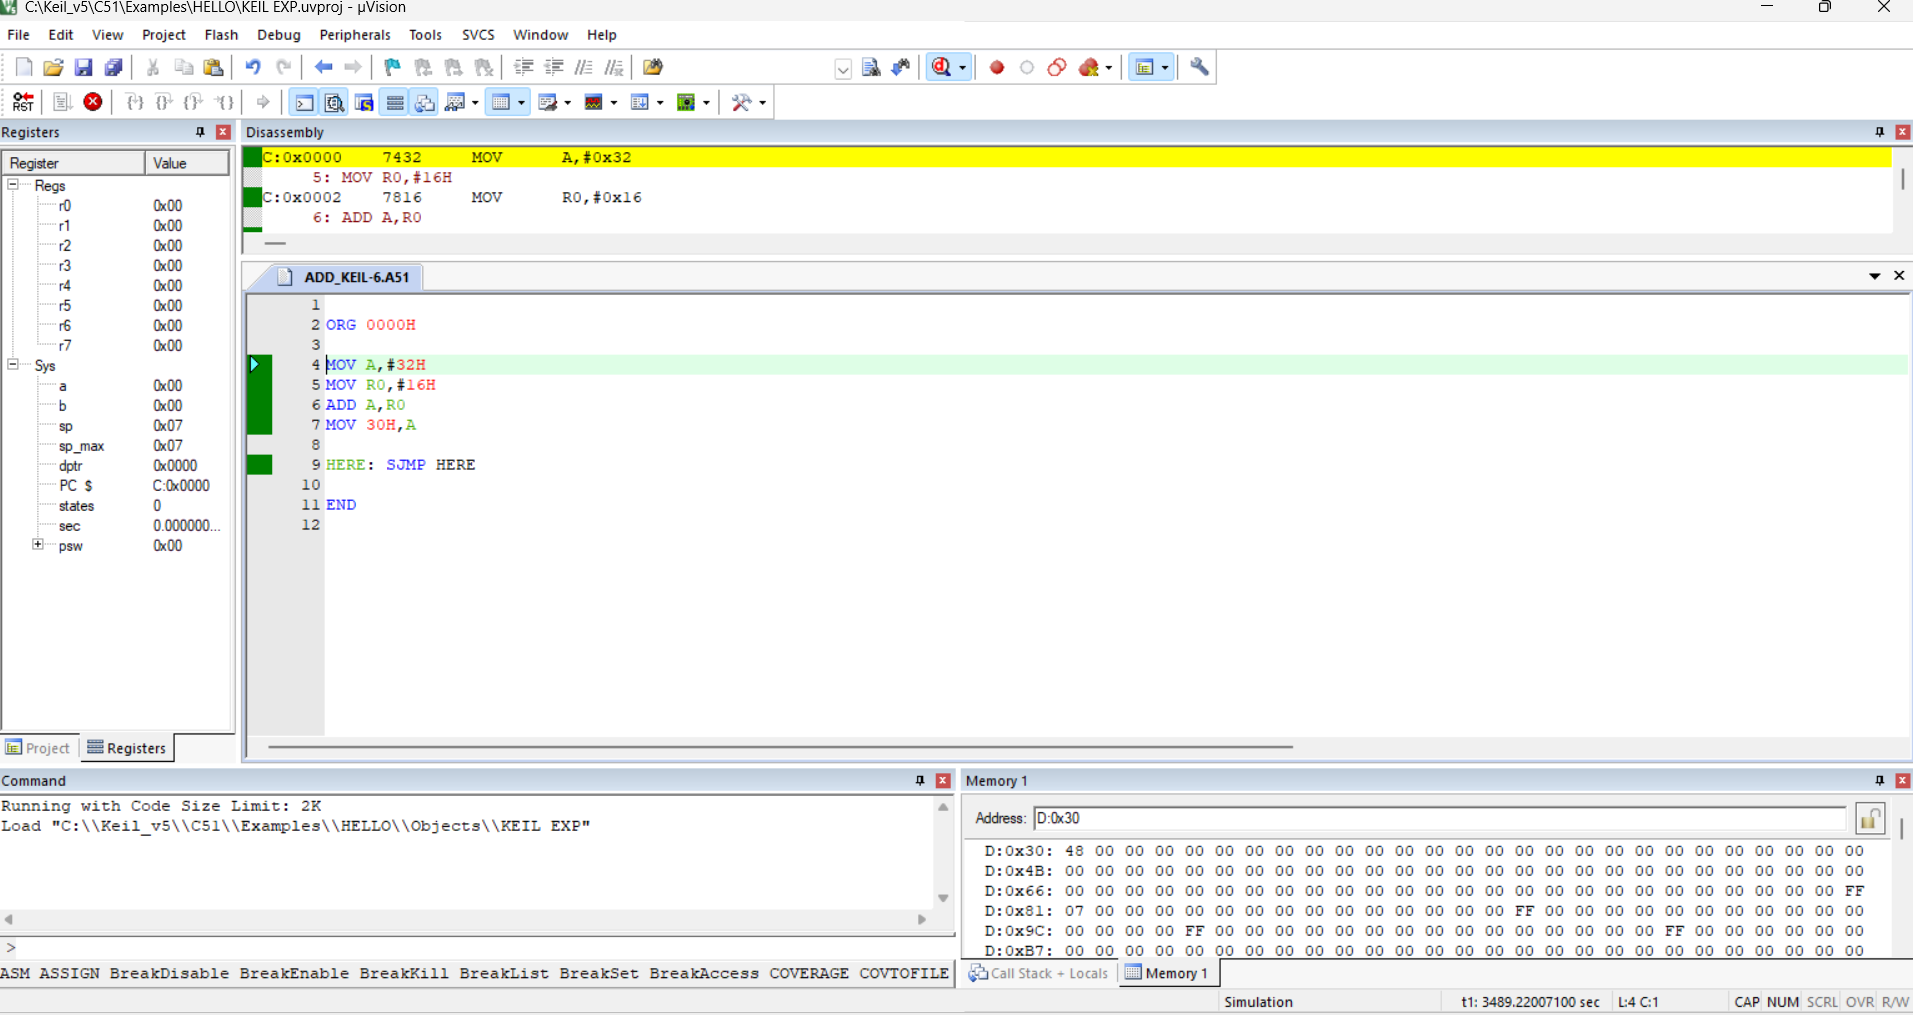 C:\Keil_v5\C51\Examples\HELLO\KEIL EXP.uvproj - µVision
File Edit View Project Flash Debug Peripherals Tools SVCS Window Help
RST
Registers
Register Value
Regs
r0 0x00
r1 0x00
r2 0x00
r3 0x00
r4 0x00
r5 0x00
r6 0x00
r7 0x00
Sys
a 0x00
b 0x00
sp 0x07
sp_max 0x07
dptr 0x0000
PC $ C:0x0000
states 0
sec 0.000000...
psw 0x00
Project Registers
Disassembly
C:0x0000 7432 MOV A,#0x32
5: MOV R0,#16H
C:0x0002 7816 MOV R0,#0x16
6: ADD A,R0
ADD_KEIL-6.A51
1
2 ORG 0000H
3
4 MOV A,#32H
5 MOV R0,#16H
6 ADD A,R0
7 MOV 30H,A
8
9 HERE: SJMP HERE
10
11 END
12
Command
Running with Code Size Limit: 2K
Load "C:\\Keil_v5\\C51\\Examples\\HELLO\\Objects\\KEIL EXP"
>
ASM ASSIGN BreakDisable BreakEnable BreakKill BreakList BreakSet BreakAccess COVERAGE COVTOFILE
Memory 1
Address: D:0x30
D:0x30: 48 00 00 00 00 00 00 00 00 00 00 00 00 00 00 00 00 00 00 00 00 00 00 00 00 00 00
D:0x4B: 00 00 00 00 00 00 00 00 00 00 00 00 00 00 00 00 00 00 00 00 00 00 00 00 00 00 00
D:0x66: 00 00 00 00 00 00 00 00 00 00 00 00 00 00 00 00 00 00 00 00 00 00 00 00 00 00 FF
D:0x81: 07 00 00 00 00 00 00 00 00 00 00 00 00 00 00 FF 00 00 00 00 00 00 00 00 00 00 00
D:0x9C: 00 00 00 00 FF 00 00 00 00 00 00 00 00 00 00 00 00 00 00 00 FF 00 00 00 00 00 00
D:0xB7: 00 00 00 00 00 00 00 00 00 00 00 00 00 00 00 00 00 00 00 00 00 00 00 00 00 00 00
Call Stack + Locals Memory 1
Simulation t1: 3489.22007100 sec L:4 C:1 CAP NUM SCRL OVR R/W